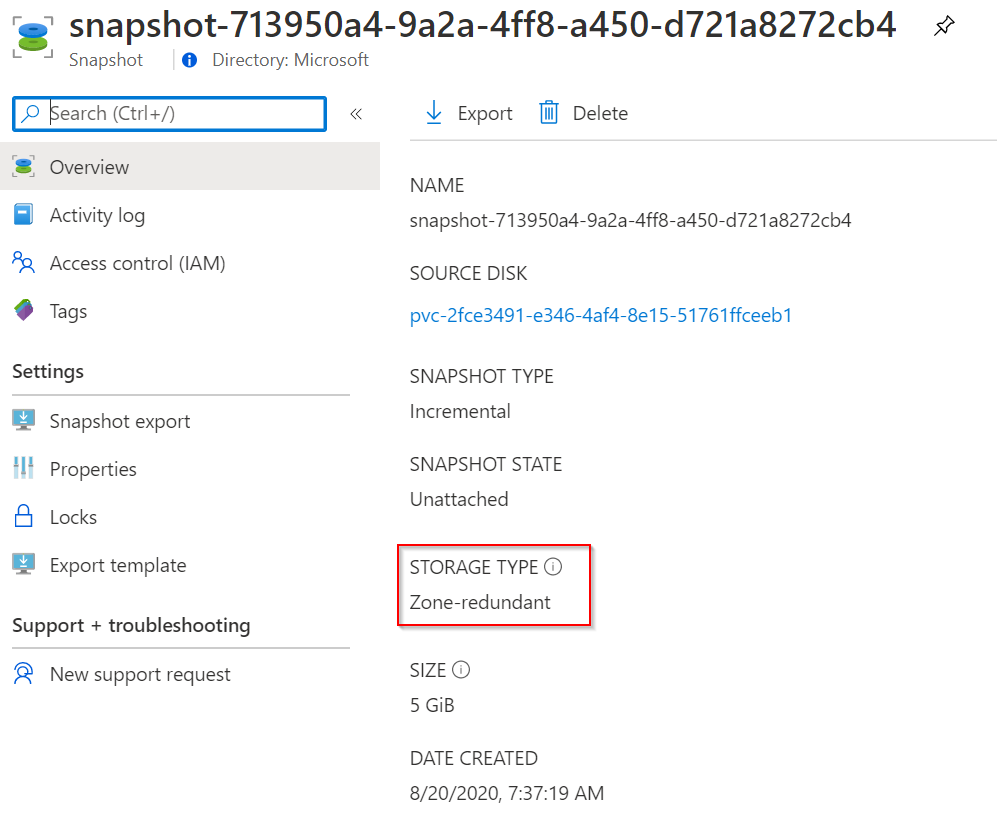 snapshot-713950a4-9a2a-4ff8-a450-d721a8272cb4
Snapshot
Directory: Microsoft
Search (Ctrl+/)
«
Overview
Activity log
Access control (IAM)
Tags
Settings
Snapshot export
Properties
Locks
Export template
Support + troubleshooting
New support request
Export
Delete
NAME
snapshot-713950a4-9a2a-4ff8-a450-d721a8272cb4
SOURCE DISK
pvc-2fce3491-e346-4af4-8e15-51761ffceeb1
SNAPSHOT TYPE
Incremental
SNAPSHOT STATE
Unattached
STORAGE TYPE
Zone-redundant
SIZE
5 GiB
DATE CREATED
8/20/2020, 7:37:19 AM